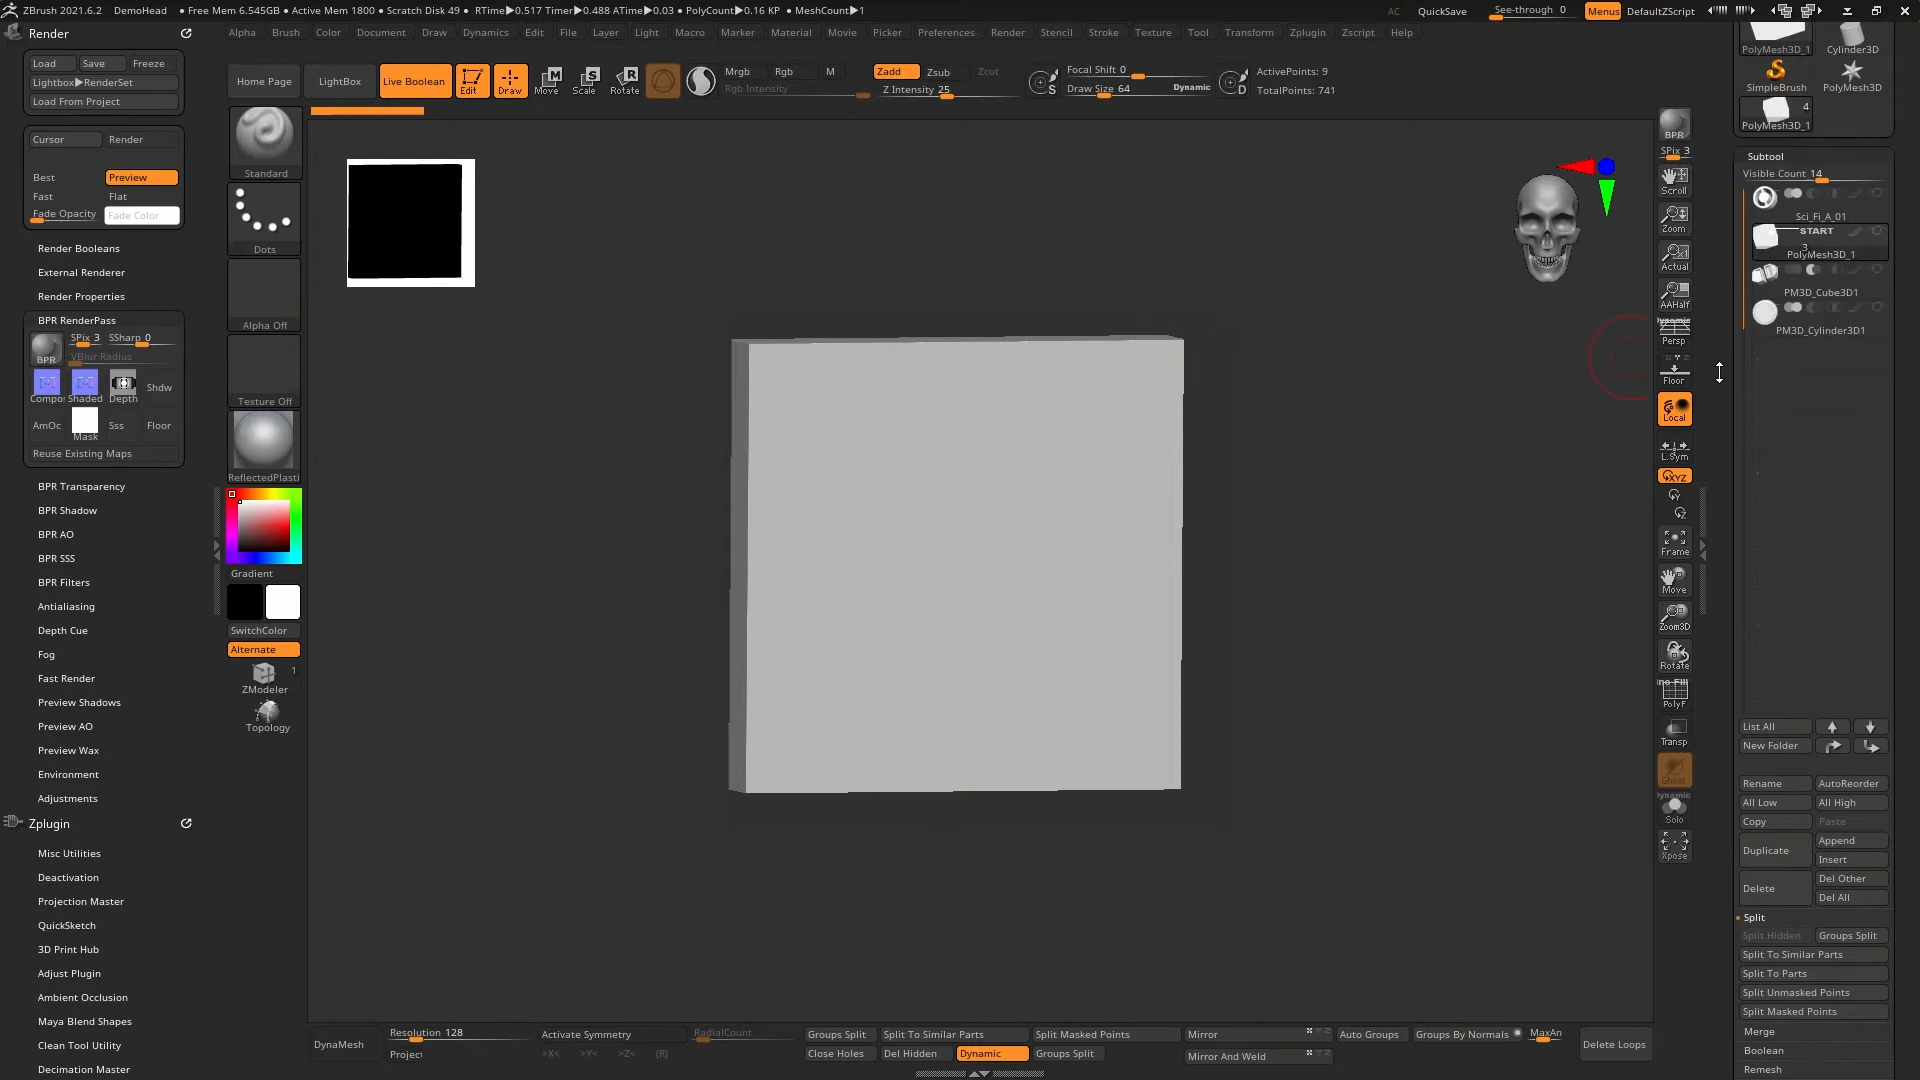 ZBrush 2021.6.2 DemoHead • Free Mem 6.545GB • Active Mem 1800 • Scratch Disk 49 • RTime▶0.517 Timer▶0.488 ATime▶0.03 • PolyCount▶0.16 KP • MeshCount▶1 AC QuickSave See-through 0 Menus DefaultZScript
Render
Alpha Brush Color Document Draw Dynamics Edit File Layer Light Macro Marker Material Movie Picker Preferences Render Stencil Stroke Texture Tool Transform Zplugin Zscript Help
Load Save Freeze
Lightbox▶RenderSet
Load From Project
Cursor Render
Best Preview
Fast Flat
Fade Opacity Fade Color
Render Booleans
External Renderer
Render Properties
BPR RenderPass
SPix 3 SSharp 0
BPR VBlur Radius
Shdw
Shaded Depth
AmOc Mask Sss Floor
Reuse Existing Maps
BPR Transparency
BPR Shadow
BPR AO
BPR SSS
BPR Filters
Antialiasing
Depth Cue
Fog
Fast Render
Preview Shadows
Preview AO
Preview Wax
Environment
Adjustments
Zplugin
Misc Utilities
Deactivation
Projection Master
QuickSketch
3D Print Hub
Adjust Plugin
Ambient Occlusion
Maya Blend Shapes
Clean Tool Utility
Decimation Master
Home Page LightBox Live Boolean Edit Draw Move Scale Rotate
Mrgb Rgb M
Rgb Intensity
Zadd Zsub Zcut
Z Intensity 25
Focal Shift 0
Draw Size 64 Dynamic
S
D
ActivePoints: 9
TotalPoints: 741
Standard
Dots
Alpha Off
Texture Off
ReflectedPlasti
Gradient
SwitchColor
Alternate
1
ZModeler
Topology
BPR
SPix 3
Scroll
Zoom
Actual
AAHalf
Dynamic
Persp
Floor
Local
L.Sym
XYZ
Y
Z
Frame
Move
Zoom3D
Rotate
PolyF
Transp
Ghost
Dynamic
Solo
Xpose
PolyMesh3D_1 Cylinder3D
SimpleBrush PolyMesh3D
4
PolyMesh3D_1
Subtool
Visible Count 14
Sci_Fi_A_01
START
3
PolyMesh3D_1
PM3D_Cube3D1
PM3D_Cylinder3D1
List All
New Folder
Rename AutoReorder
All Low All High
Copy Paste
Duplicate Append
Insert
Delete Del Other
Del All
Split
Split Hidden Groups Split
Split To Similar Parts
Split To Parts
Split Unmasked Points
Split Masked Points
Merge
Boolean
Remesh
DynaMesh Resolution 128
Project
Activate Symmetry
>X< >Y< >Z< (R)
RadialCount
Groups Split Split To Similar Parts Split Masked Points Mirror Auto Groups Groups By Normals MaxAn
Close Holes Del Hidden Dynamic Groups Split Mirror And Weld Delete Loops